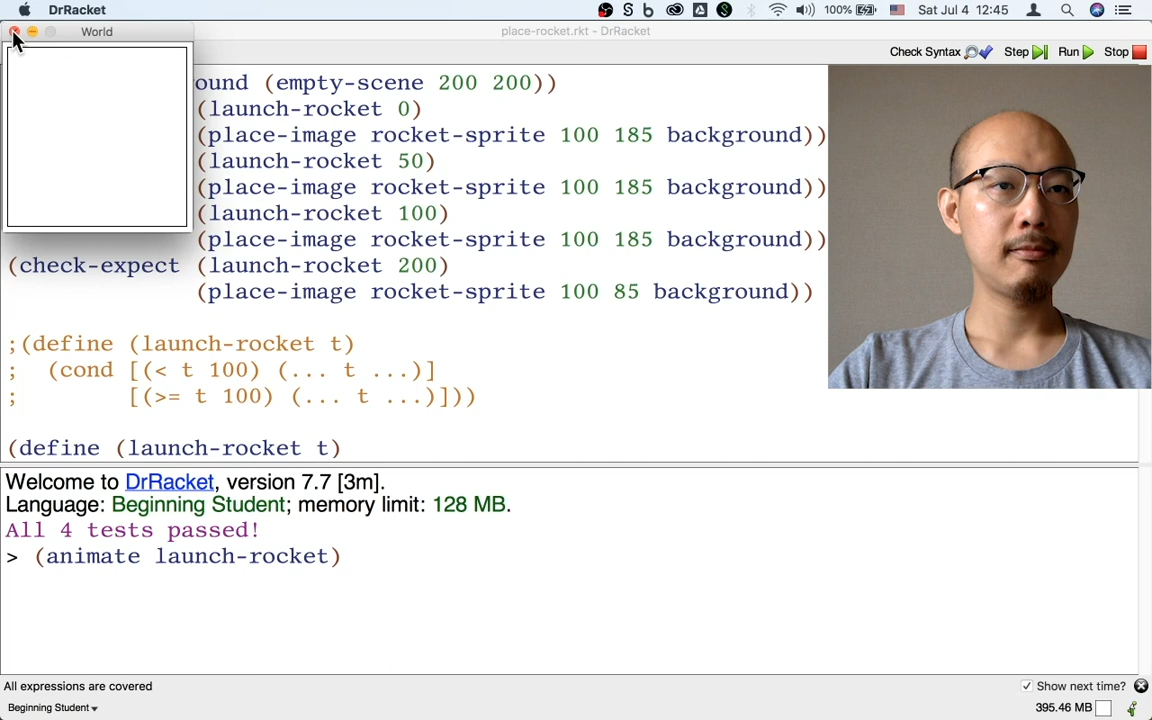 DrRacket
100%
Sat Jul 4 12:45
World
place-rocket.rkt - DrRacket
Check Syntax
Step
Run
Stop
ound (empty-scene 200 200))
(launch-rocket 0)
(place-image rocket-sprite 100 185 background))
(launch-rocket 50)
(place-image rocket-sprite 100 185 background))
(launch-rocket 100)
(place-image rocket-sprite 100 185 background))
(check-expect (launch-rocket 200)
(place-image rocket-sprite 100 85 background))
;(define (launch-rocket t)
; (cond [(< t 100) (... t ...)]
; [(>= t 100) (... t ...)]))
(define (launch-rocket t)
Welcome to DrRacket, version 7.7 [3m].
Language: Beginning Student; memory limit: 128 MB.
All 4 tests passed!
> (animate launch-rocket)
All expressions are covered
Show next time?
Beginning Student
395.46 MB